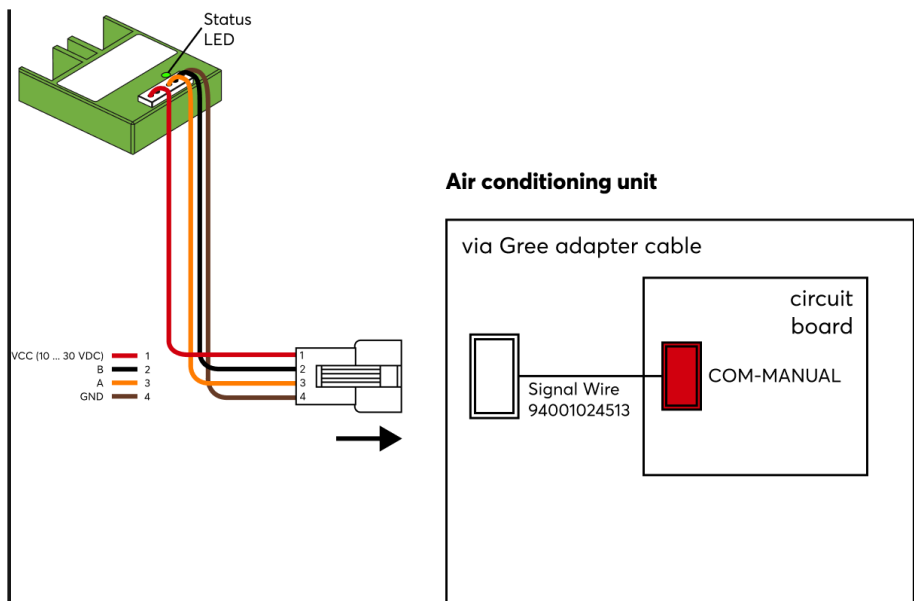 Status
LED
VCC (10 ... 30 VDC) 1
B 2
A 3
GND 4
1
2
3
4
Air conditioning unit
via Gree adapter cable
circuit
board
COM-MANUAL
Signal Wire
94001024513